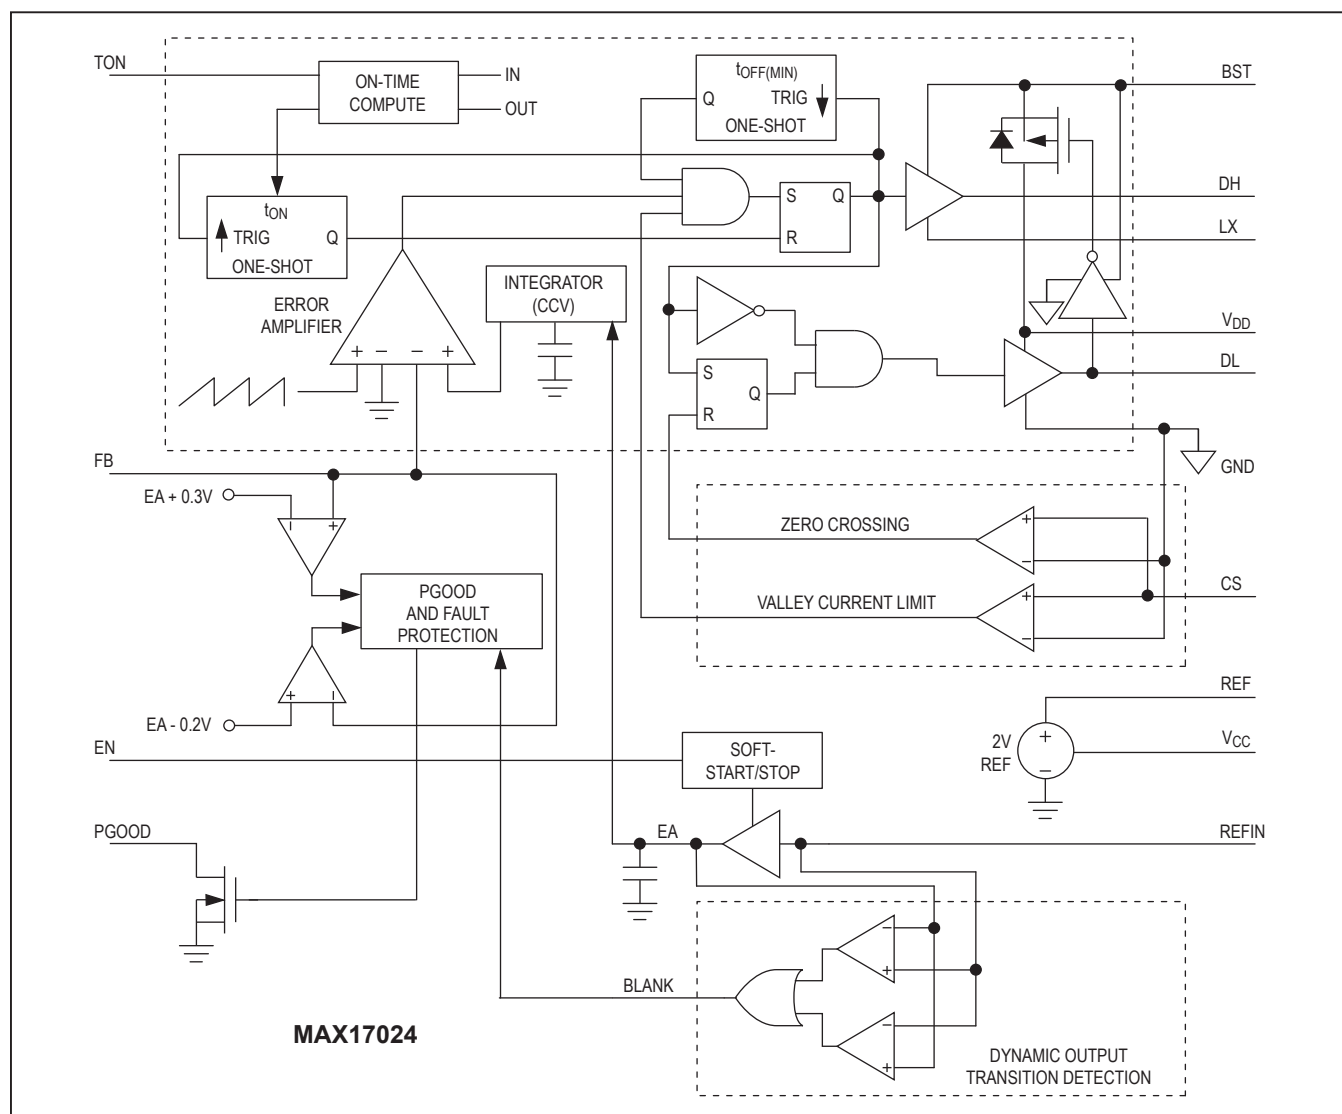 TON
ON-TIME
COMPUTE
IN
OUT
tOFF(MIN)
Q
TRIG
ONE-SHOT
BST
tON
TRIG
Q
ONE-SHOT
S
Q
R
DH
LX
ERROR
AMPLIFIER
INTEGRATOR
(CCV)
+
−
−
+
S
Q
R
VDD
DL
FB
GND
EA + 0.3V
−
+
ZERO CROSSING
+
−
PGOOD
AND FAULT
PROTECTION
VALLEY CURRENT LIMIT
+
−
CS
+
−
EA - 0.2V
REF
EN
SOFT-
START/STOP
2V
REF
+
−
VCC
PGOOD
EA
REFIN
−
+
BLANK
−
+
MAX17024
DYNAMIC OUTPUT
TRANSITION DETECTION